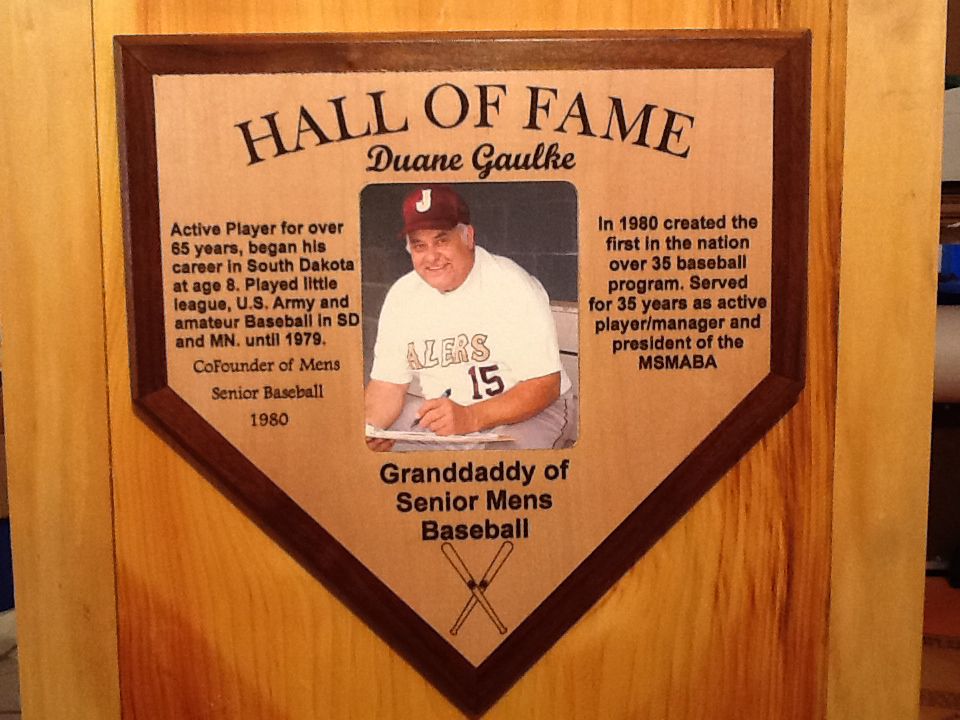 HALL OF FAME
Duane Gaulke
Active Player for over
65 years, began his
career in South Dakota
at age 8. Played little
league, U.S. Army and
amateur Baseball in SD
and MN. until 1979.
CoFounder of Mens
Senior Baseball
1980
J
ALERS
15
In 1980 created the
first in the nation
over 35 baseball
program. Served
for 35 years as active
player/manager and
president of the
MSMABA
Granddaddy of
Senior Mens
Baseball